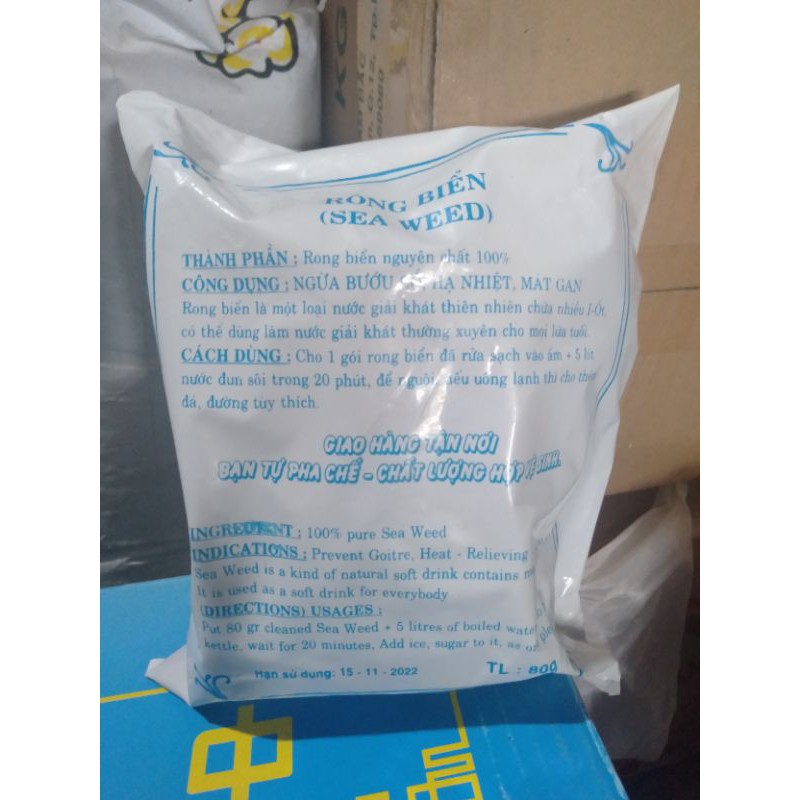 KG
TP.
Q.12,
RONG BIỂN
(SEA WEED)
THÀNH PHẦN : Rong biển nguyên chất 100%
CÔNG DỤNG : NGỪA BƯỚU HẠ NHIỆT, MÁT GAN
Rong biển là một loại nước giải khát thiên nhiên chứa nhiều I-Ốt,
có thể dùng làm nước giải khát thường xuyên cho mọi lứa tuổi.
CÁCH DÙNG : Cho 1 gói rong biển đã rửa sạch vào ấm + 5 lít
nước đun sôi trong 20 phút, để nguội, nếu uống lạnh thì cho thêm
đá, đường tùy thích.
GIAO HÀNG TẬN NƠI
BẠN TỰ PHA CHẾ - CHẤT LƯỢNG HỢP VỆ SINH.
INGREDIENT : 100% pure Sea Weed
INDICATIONS : Prevent Goitre, Heat - Relieving
Sea Weed is a kind of natural soft drink contains
It is used as a soft drink for everybody
(DIRECTIONS) USAGES :
Put 80 gr cleaned Sea Weed + 5 litres of boiled water
kettle, wait for 20 minutes, Add ice, sugar to it, as
Hạn sử dụng: 15 - 11 - 2022
TL : 800